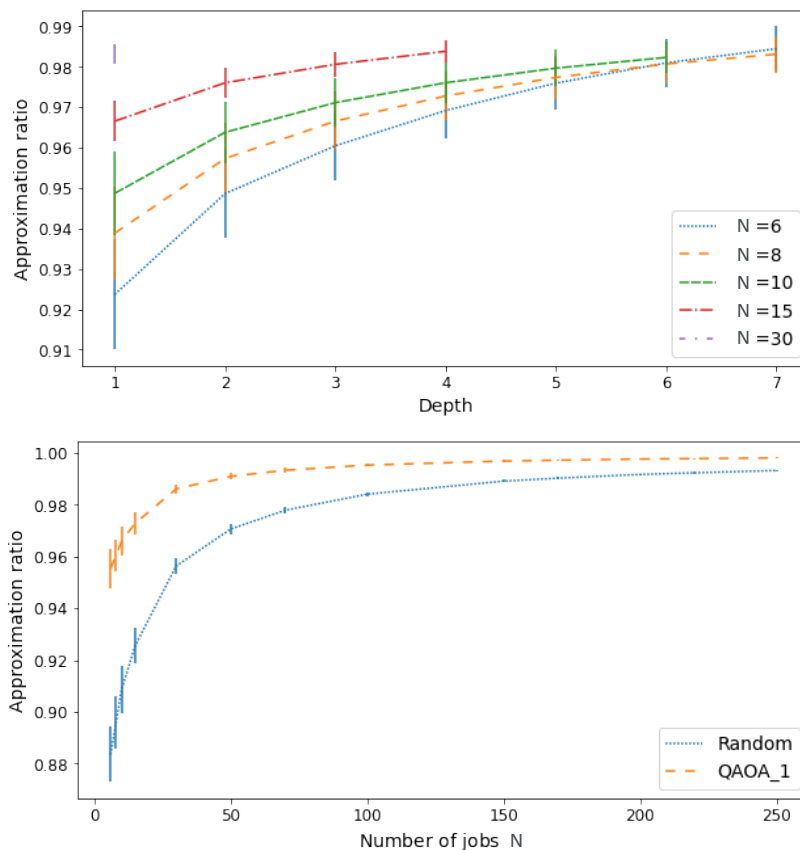 0.99
0.98
0.97
0.96
0.95
0.94
0.93
0.92
0.91
Approximation ratio
N =6
N =8
N =10
N =15
N =30
1 2 3 4 5 6 7
Depth
1.00
0.98
0.96
0.94
0.92
0.90
0.88
Approximation ratio
Random
QAOA_1
0 50 100 150 200 250
Number of jobs N